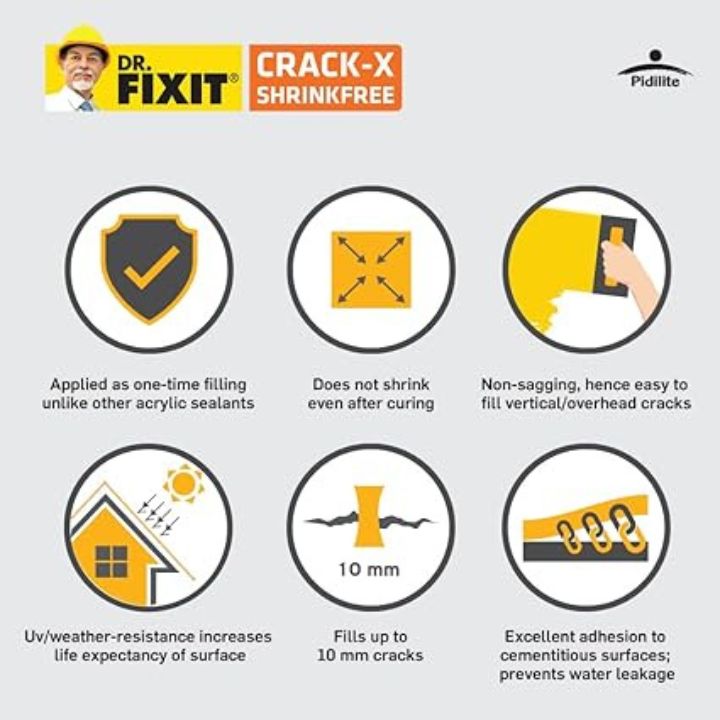 DR.
FIXIT®
CRACK-X
SHRINKFREE
Pidilite
Applied as one-time filling
unlike other acrylic sealants
Does not shrink
even after curing
Non-sagging, hence easy to
fill vertical/overhead cracks
10 mm
Uv/weather-resistance increases
life expectancy of surface
Fills up to
10 mm cracks
Excellent adhesion to
cementitious surfaces;
prevents water leakage